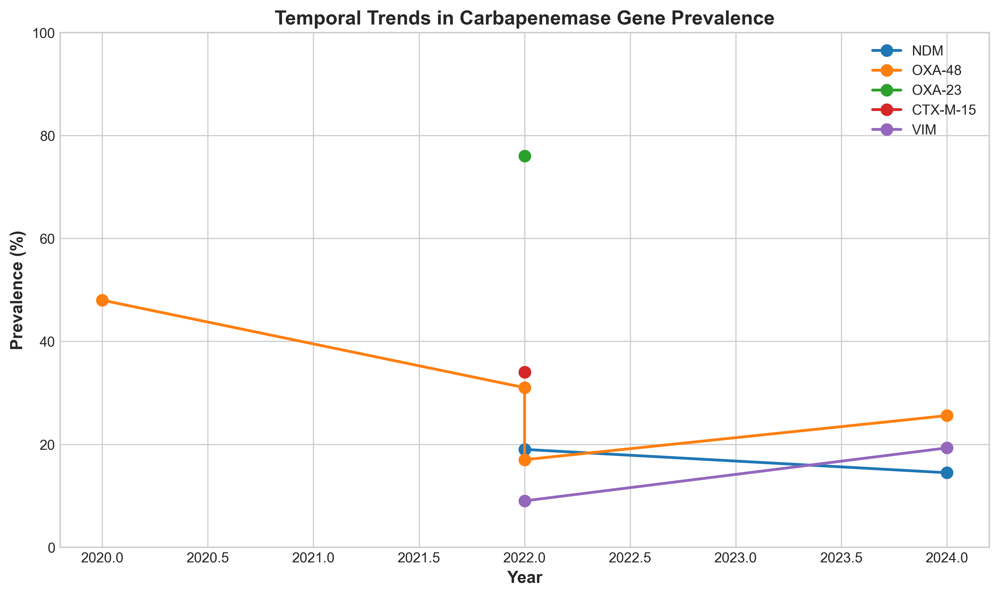 Temporal Trends in Carbapenemase Gene Prevalence
100
80
60
40
20
0
Prevalence (%)
NDM
OXA-48
OXA-23
CTX-M-15
VIM
2020.0 2020.5 2021.0 2021.5 2022.0 2022.5 2023.0 2023.5 2024.0
Year